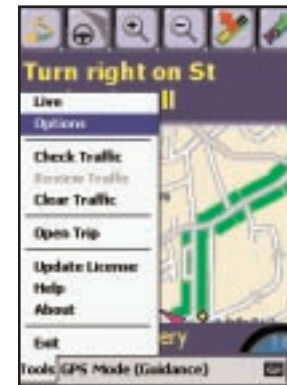 Turn right on St
ll
Live
Options
Check Traffic
Review Traffic
Clear Traffic
Open Trip
Update License
Help
About
Exit
ery
Tools GPS Mode (Guidance)